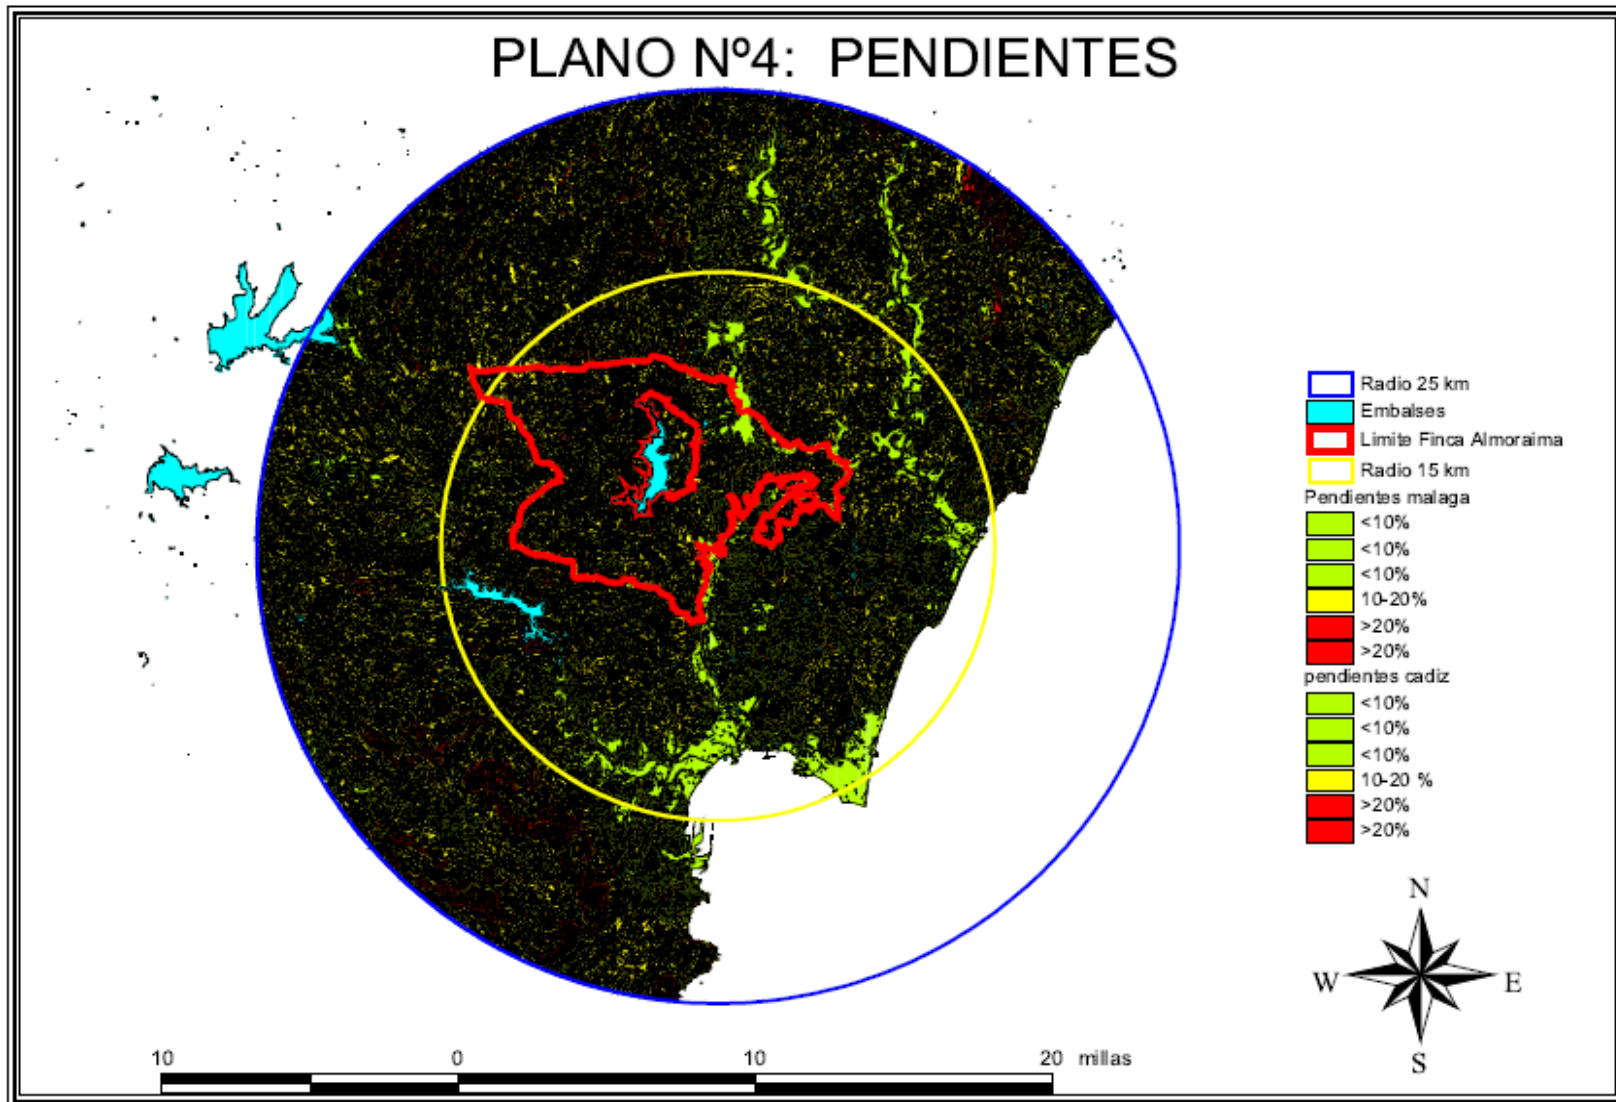 PLANO Nº4: PENDIENTES
Radio 25 km
Embalses
Limite Finca Almoraima
Radio 15 km
Pendientes malaga
<10%
<10%
<10%
10-20%
>20%
>20%
pendientes cadiz
<10%
<10%
<10%
10-20 %
>20%
>20%
N
W E
S
10 0 10 20 millas